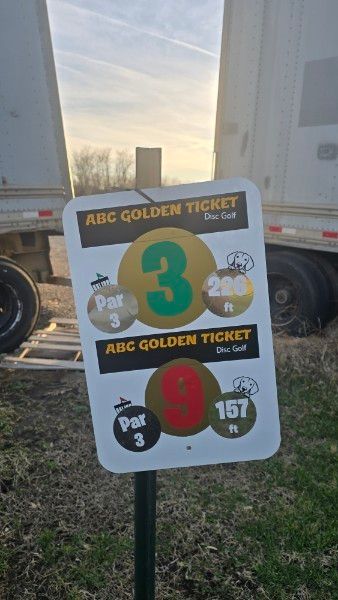 ABC GOLDEN TICKET
Disc Golf
Par
3
3
226
ft
ABC GOLDEN TICKET
Disc Golf
Par
3
9
157
ft